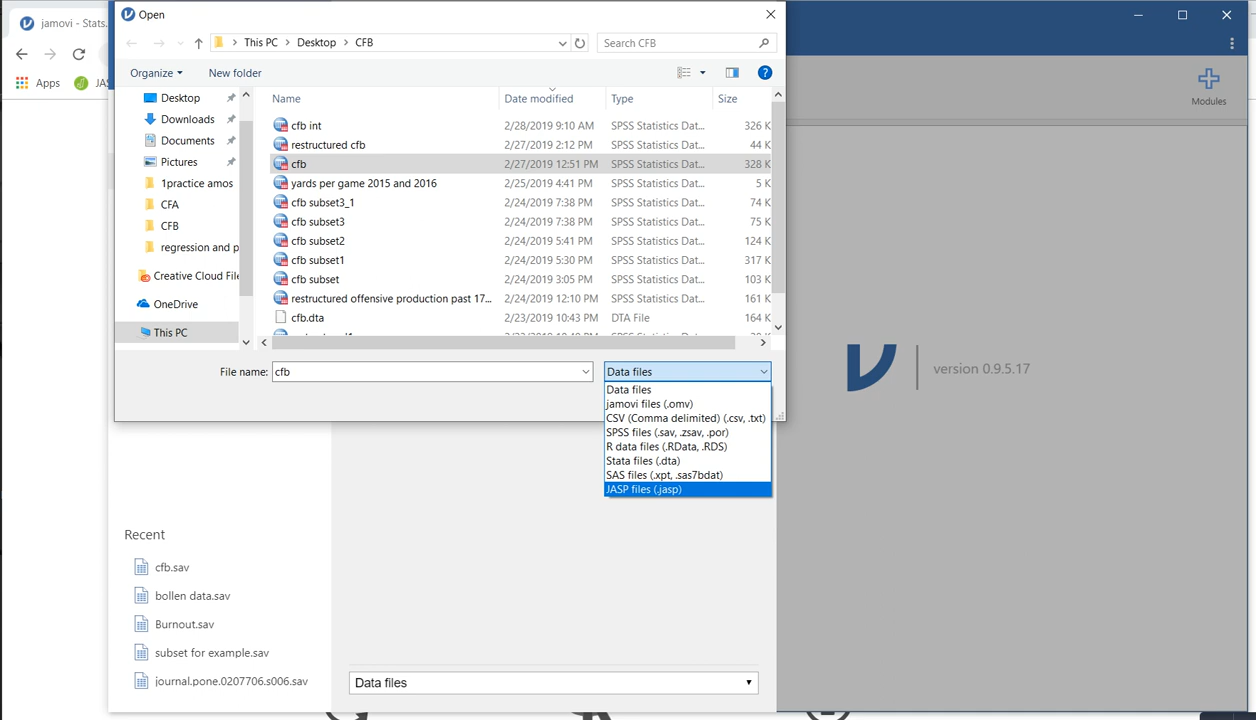 jamovi - Stats.
Open
This PC > Desktop > CFB
Search CFB
Apps
JAS
Organize
New folder
Modules
Desktop
Downloads
Documents
Pictures
1practice amos
CFA
CFB
regression and p
Creative Cloud File
OneDrive
This PC
Name Date modified Type Size
cfb int 2/28/2019 9:10 AM SPSS Statistics Dat... 326 K
restructured cfb 2/27/2019 2:12 PM SPSS Statistics Dat... 44 K
cfb 2/27/2019 12:51 PM SPSS Statistics Dat... 328 K
yards per game 2015 and 2016 2/25/2019 4:41 PM SPSS Statistics Dat... 5 K
cfb subset3_1 2/24/2019 7:38 PM SPSS Statistics Dat... 74 K
cfb subset3 2/24/2019 7:38 PM SPSS Statistics Dat... 75 K
cfb subset2 2/24/2019 5:41 PM SPSS Statistics Dat... 124 K
cfb subset1 2/24/2019 5:30 PM SPSS Statistics Dat... 317 K
cfb subset 2/24/2019 3:05 PM SPSS Statistics Dat... 103 K
restructured offensive production past 17... 2/24/2019 12:10 PM SPSS Statistics Dat... 161 K
cfb.dta 2/23/2019 10:43 PM DTA File 164 K
File name: cfb
Data files
Data files
jamovi files (.omv)
CSV (Comma delimited) (.csv, .txt)
SPSS files (.sav, .zsav, .por)
R data files (.RData, .RDS)
Stata files (.dta)
SAS files (.xpt, .sas7bdat)
JASP files (.jasp)
version 0.9.5.17
Recent
cfb.sav
bollen data.sav
Burnout.sav
subset for example.sav
journal.pone.0207706.s006.sav
Data files